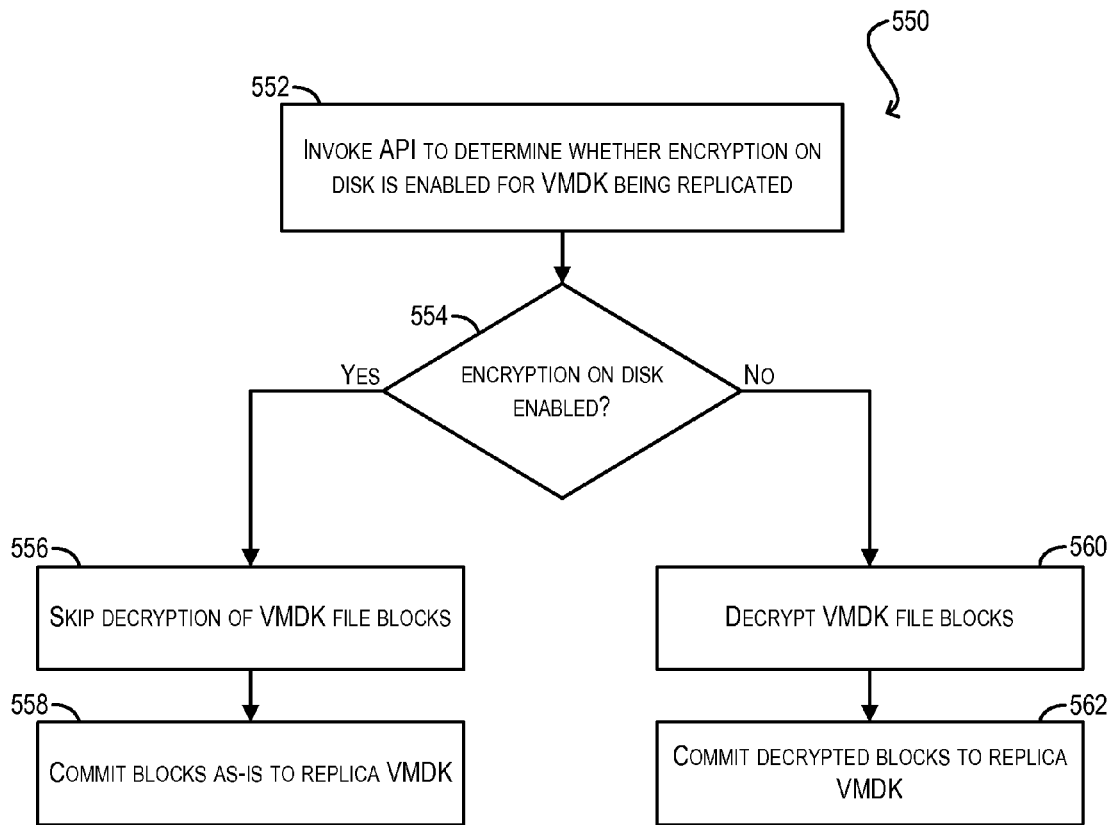 550
552
INVOKE API TO DETERMINE WHETHER ENCRYPTION ON
DISK IS ENABLED FOR VMDK BEING REPLICATED
554
YES
ENCRYPTION ON DISK
ENABLED?
NO
556
SKIP DECRYPTION OF VMDK FILE BLOCKS
560
DECRYPT VMDK FILE BLOCKS
558
COMMIT BLOCKS AS-IS TO REPLICA VMDK
562
COMMIT DECRYPTED BLOCKS TO REPLICA
VMDK